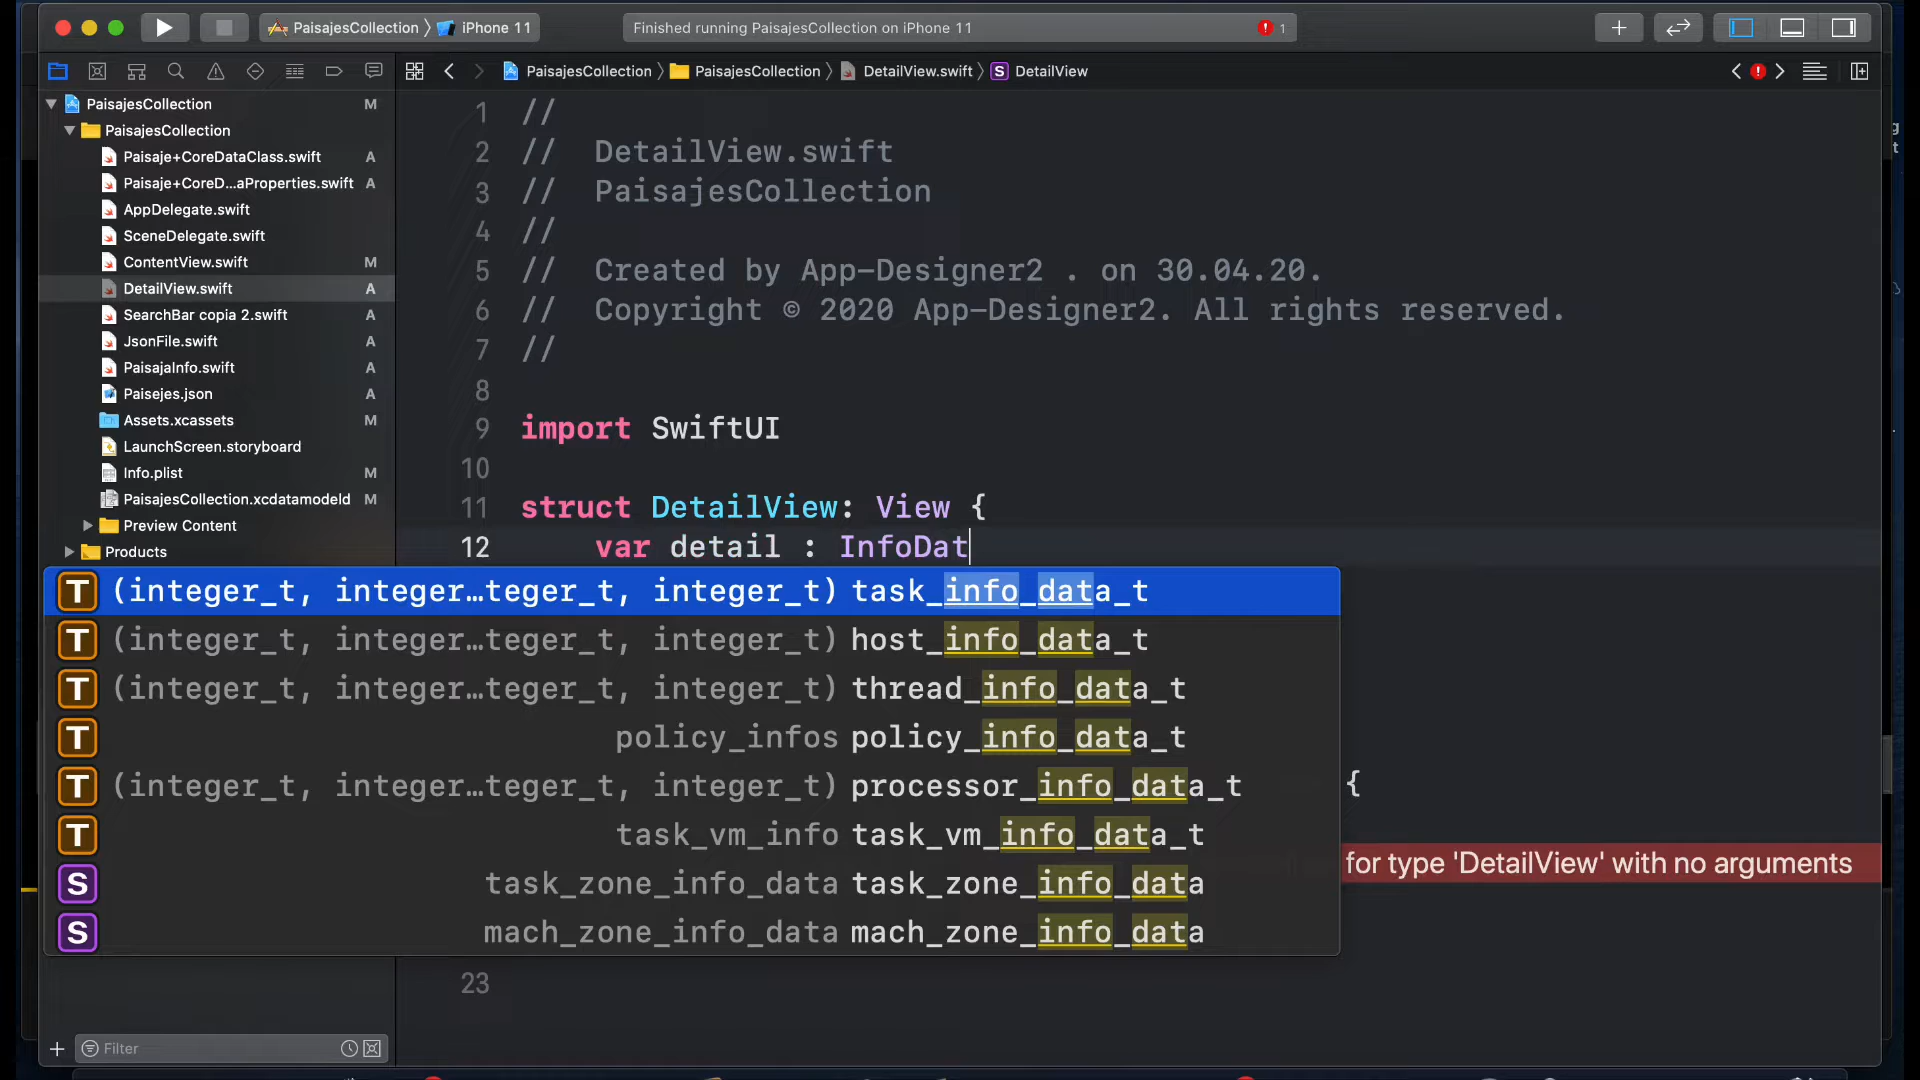 PaisajesCollection 〉 iPhone 11
Finished running PaisajesCollection on iPhone 11
1
PaisajesCollection 〉 PaisajesCollection 〉 DetailView.swift 〉 S DetailView
PaisajesCollection M
PaisajesCollection
Paisaje+CoreDataClass.swift A
Paisaje+CoreD...aProperties.swift A
AppDelegate.swift
SceneDelegate.swift
ContentView.swift M
DetailView.swift A
SearchBar copia 2.swift A
JsonFile.swift A
PaisajaInfo.swift A
Paisejes.json A
Assets.xcassets M
LaunchScreen.storyboard
Info.plist M
PaisajesCollection.xcdatamodeld M
Preview Content
Products
1 //
2 // DetailView.swift
3 // PaisajesCollection
4 //
5 // Created by App-Designer2 . on 30.04.20.
6 // Copyright © 2020 App-Designer2. All rights reserved.
7 //
8
9 import SwiftUI
10
11 struct DetailView: View {
12 var detail : InfoDat
T (integer_t, integer...teger_t, integer_t) task_info_data_t
T (integer_t, integer...teger_t, integer_t) host_info_data_t
T (integer_t, integer...teger_t, integer_t) thread_info_data_t
T policy_infos policy_info_data_t
T (integer_t, integer...teger_t, integer_t) processor_info_data_t
{
T task_vm_info task_vm_info_data_t
for type 'DetailView' with no arguments
S task_zone_info_data task_zone_info_data
S mach_zone_info_data mach_zone_info_data
23
Filter